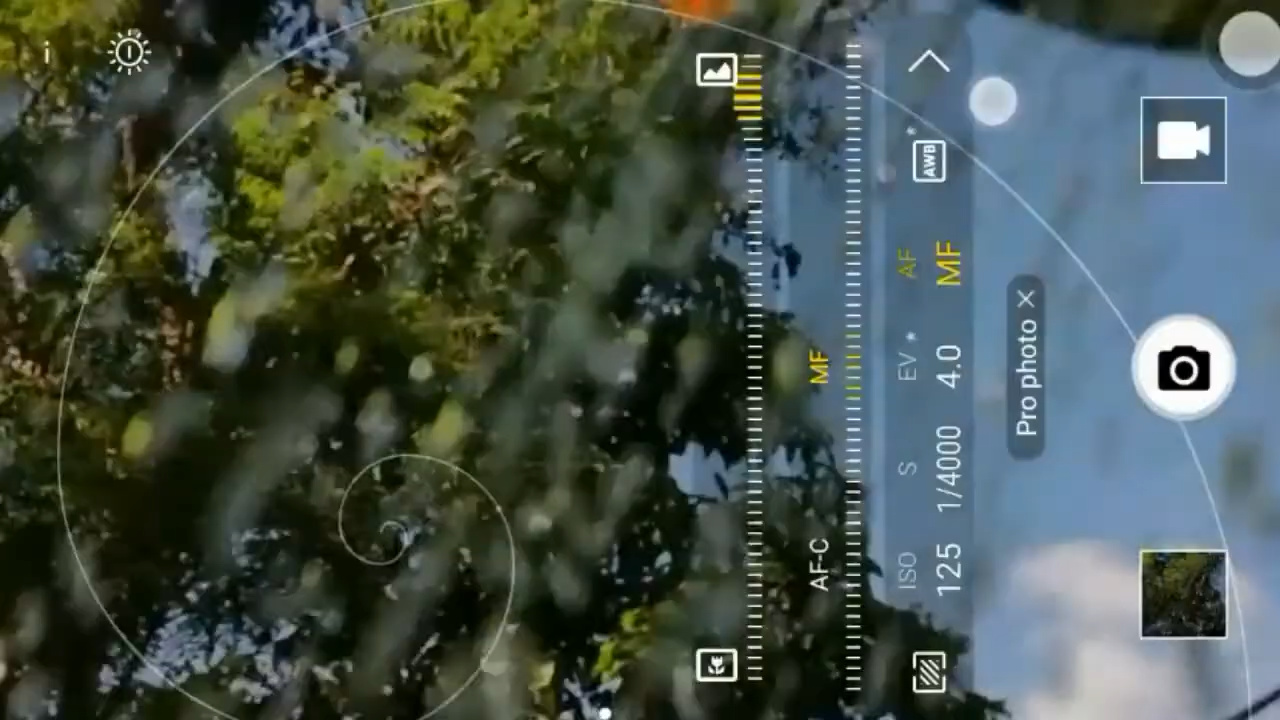 MF
AF-C
ISO S EV * AF AWB *
125 1/4000 4.0 MF
Pro photo ×